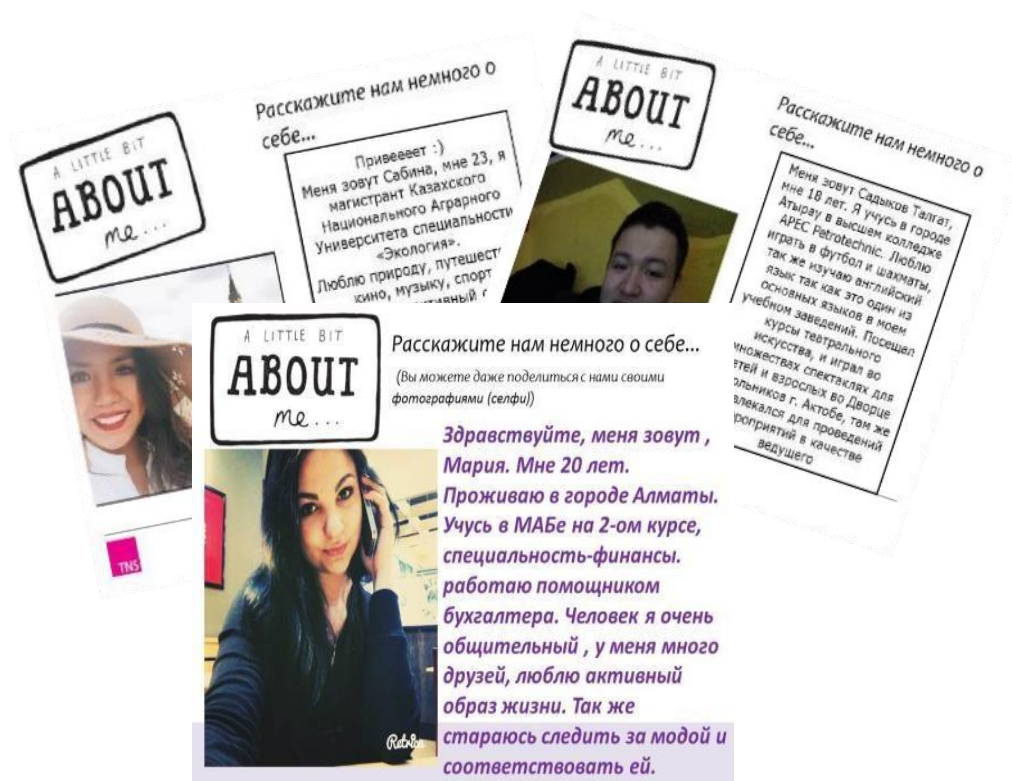 A LITTLE BIT
ABOUT
me...
Расскажите нам немного о
себе...
Привеееет :)
Меня зовут Сабина, мне 23, я
магистрант Казахского
Национального Аграрного
Университета специальности
«Экология».
Люблю природу,
кино, музыку, спорт
TNS
A LITTLE BIT
ABOUT
me...
Расскажите нам немного о
себе...
Меня зовут Садыков Талгат,
мне 18 лет. Я учусь в городе
Атырау в высшем колледже
APEC Petrotechnic. Люблю
играть в футбол и шахматы,
так же изучаю английский
язык так как это один из
основных языков в моем
учебном заведений. Посещал
курсы театрального
искусства, и играл во
множествах спектаклях для
и взрослых во Дворце
г. Актобе, там же
для проведений
в качестве
ведущего
A LITTLE BIT
ABOUT
me...
Расскажите нам немного о себе...
(Вы можете даже поделиться с нами своими
фотографиями (селфи))
Здравствуйте, меня зовут ,
Мария. Мне 20 лет.
Проживаю в городе Алматы.
Учусь в МАБе на 2-ом курсе,
специальность-финансы.
работаю помощником
бухгалтера. Человек я очень
общительный , у меня много
друзей, люблю активный
образ жизни. Так же
стараюсь следить за модой и
соответствовать ей.
Retrica